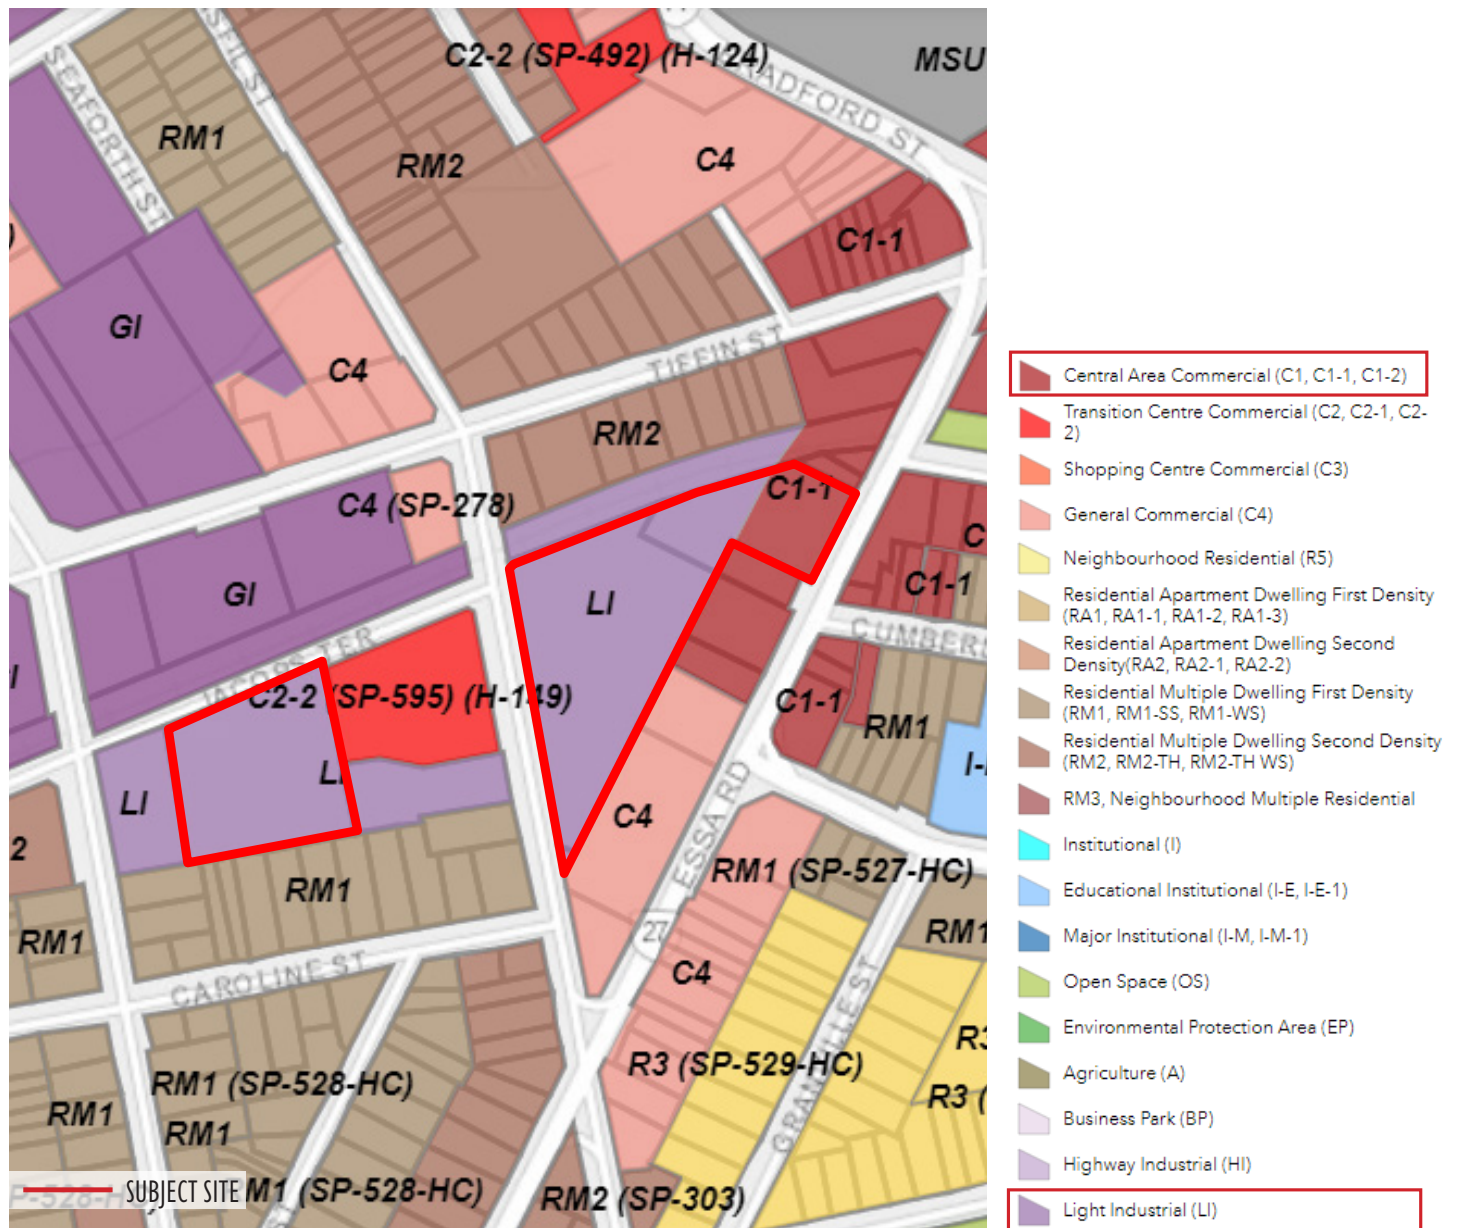 C2-2 (SP-492) (H-124)
MSU
SEAFORTH ST
RM1
RM2
C4
C1-1
GI
C4
TIFFIN ST
RM2
C4 (SP-278)
C1-1
C
GI
LI
C1-1
CUMBER
JACOBS TER
C2-2 (SP-595) (H-149)
C1-1
RM1
I-
LI
LI
C4
2
ESSA RD
RM1
RM1 (SP-527-HC)
RM1
RM1
27
C4
CAROLINE ST
R3 (SP-529-HC)
GRANVILLE ST
RM1 (SP-528-HC)
R3 (
RM1
RM1
SUBJECT SITE
M1 (SP-528-HC)
RM2 (SP-303)
Central Area Commercial (C1, C1-1, C1-2)
Transition Centre Commercial (C2, C2-1, C2-
2)
Shopping Centre Commercial (C3)
General Commercial (C4)
Neighbourhood Residential (R5)
Residential Apartment Dwelling First Density
(RA1, RA1-1, RA1-2, RA1-3)
Residential Apartment Dwelling Second
Density(RA2, RA2-1, RA2-2)
Residential Multiple Dwelling First Density
(RM1, RM1-SS, RM1-WS)
Residential Multiple Dwelling Second Density
(RM2, RM2-TH, RM2-TH WS)
RM3, Neighbourhood Multiple Residential
Institutional (I)
Educational Institutional (I-E, I-E-1)
Major Institutional (I-M, I-M-1)
Open Space (OS)
Environmental Protection Area (EP)
Agriculture (A)
Business Park (BP)
Highway Industrial (HI)
Light Industrial (LI)